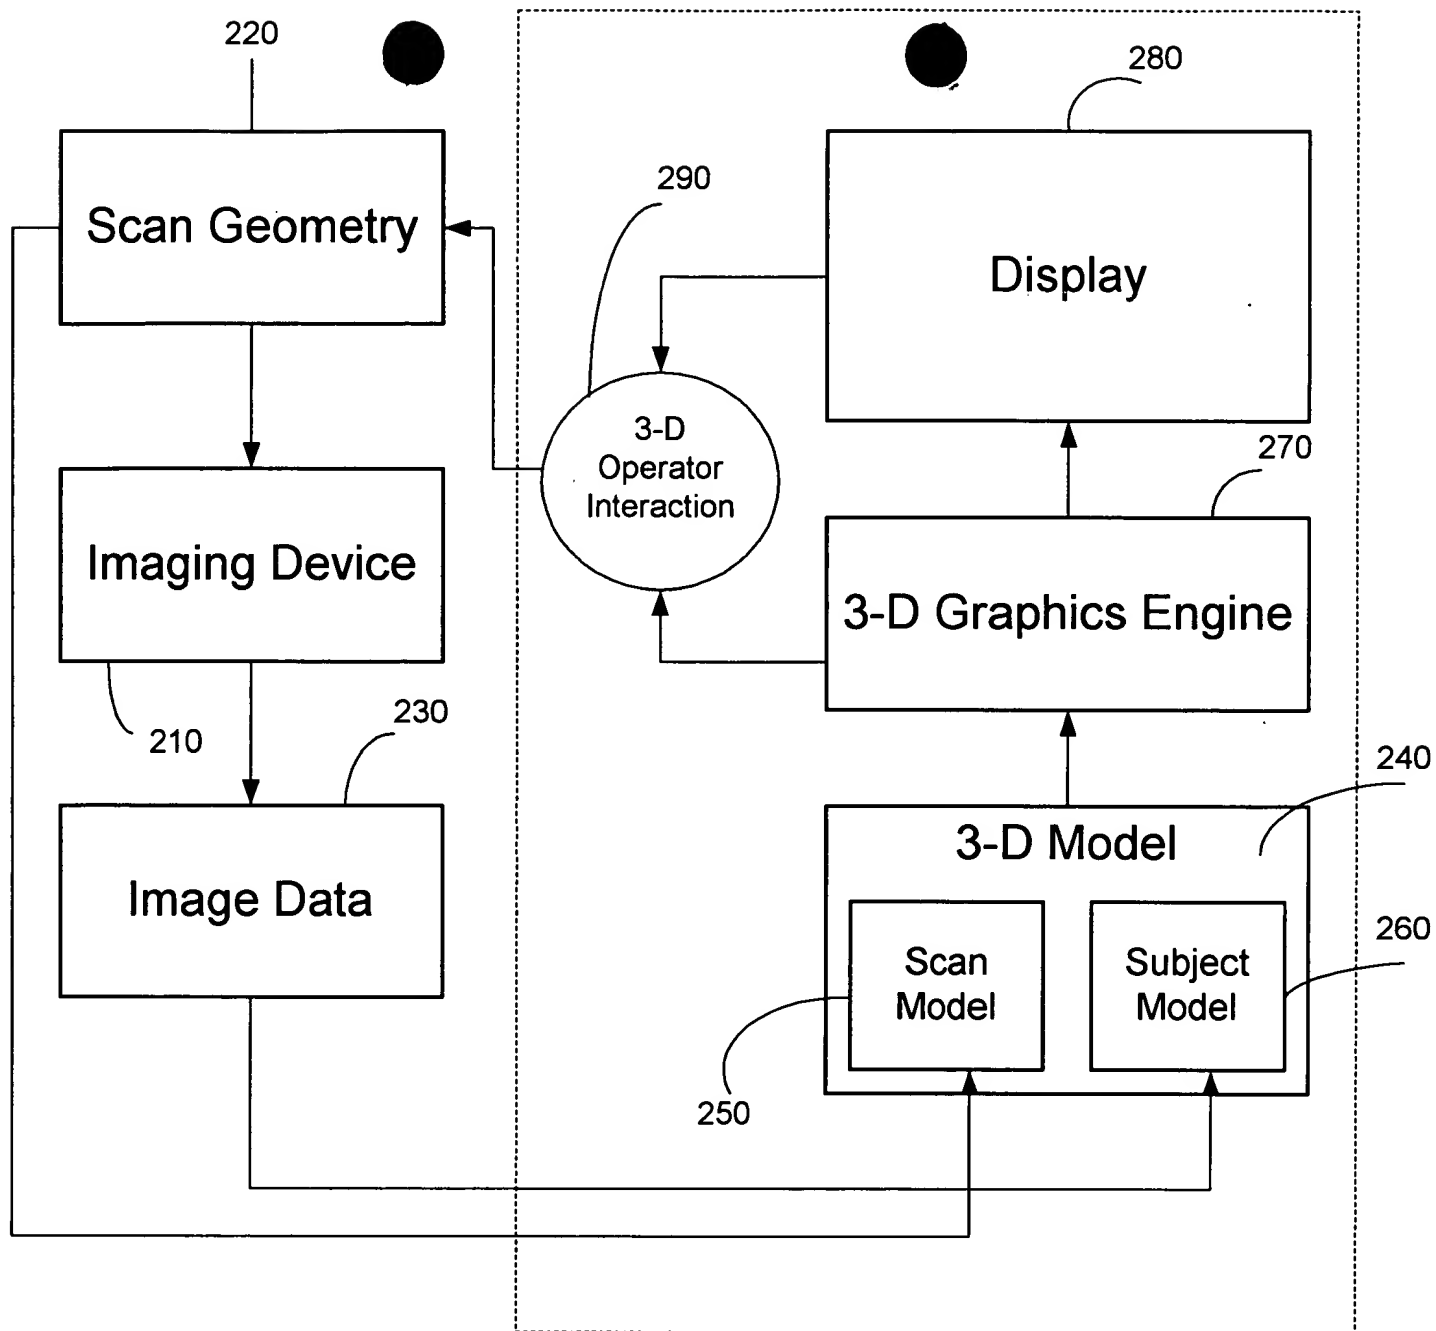 220
280
290
Scan Geometry
Display
3-D
Operator
Interaction
270
Imaging Device
3-D Graphics Engine
210
230
240
3-D Model
Image Data
Scan
Model
Subject
Model
260
250